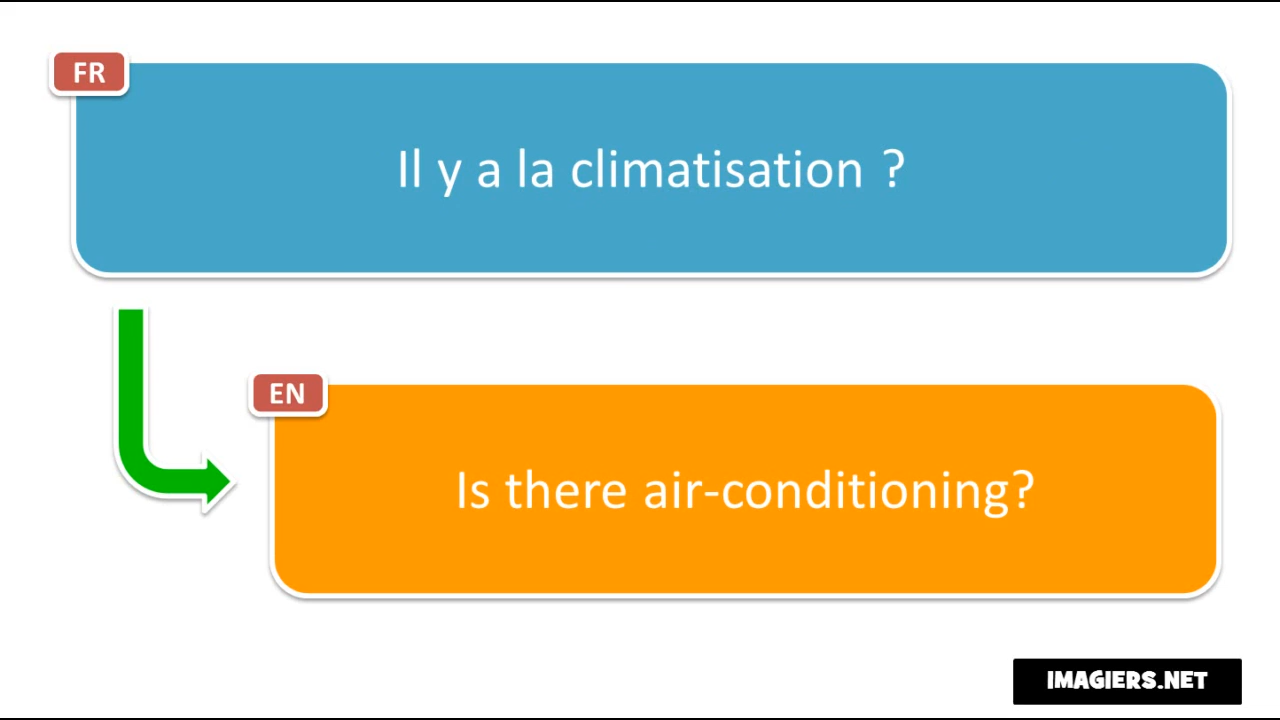 FR
Il y a la climatisation ?
EN
Is there air-conditioning?
IMAGIERS.NET